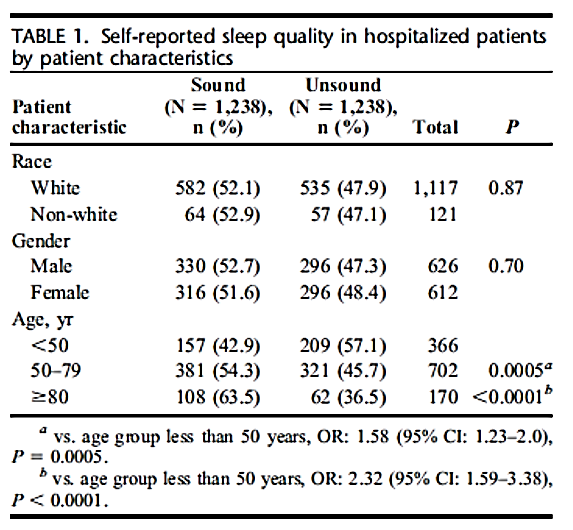 TABLE 1. Self-reported sleep quality in hospitalized patients
by patient characteristics
Sound Unsound
Patient (N = 1,238), (N = 1,238),
characteristic n (%) n (%) Total P
Race
White 582 (52.1) 535 (47.9) 1,117 0.87
Non-white 64 (52.9) 57 (47.1) 121
Gender
Male 330 (52.7) 296 (47.3) 626 0.70
Female 316 (51.6) 296 (48.4) 612
Age, yr
<50 157 (42.9) 209 (57.1) 366
50–79 381 (54.3) 321 (45.7) 702 0.0005a
≥80 108 (63.5) 62 (36.5) 170 <0.0001b
a vs. age group less than 50 years, OR: 1.58 (95% CI: 1.23–2.0),
P = 0.0005.
b vs. age group less than 50 years, OR: 2.32 (95% CI: 1.59–3.38),
P < 0.0001.